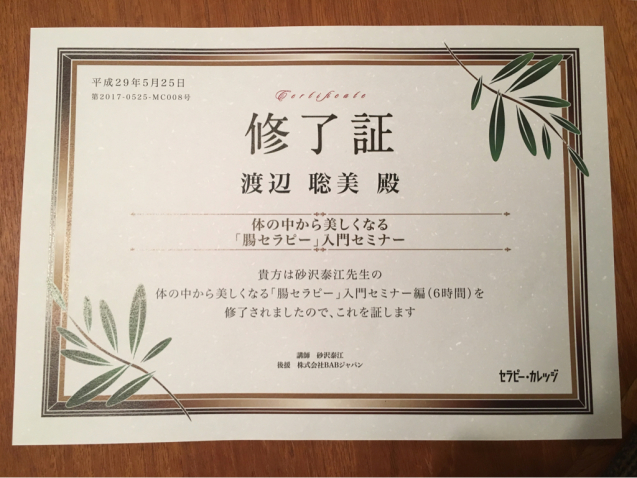 平成29年5月25日
第2017-0525-MC008号
Certificate
修了証
渡辺 聡美 殿
体の中から美しくなる
「腸セラピー」入門セミナー
貴方は砂沢泰江先生の
体の中から美しくなる「腸セラピー」入門セミナー編(6時間)を
修了されましたので、これを証します
講師 砂沢泰江
後援 株式会社BABジャパン
セラピー・カレッジ